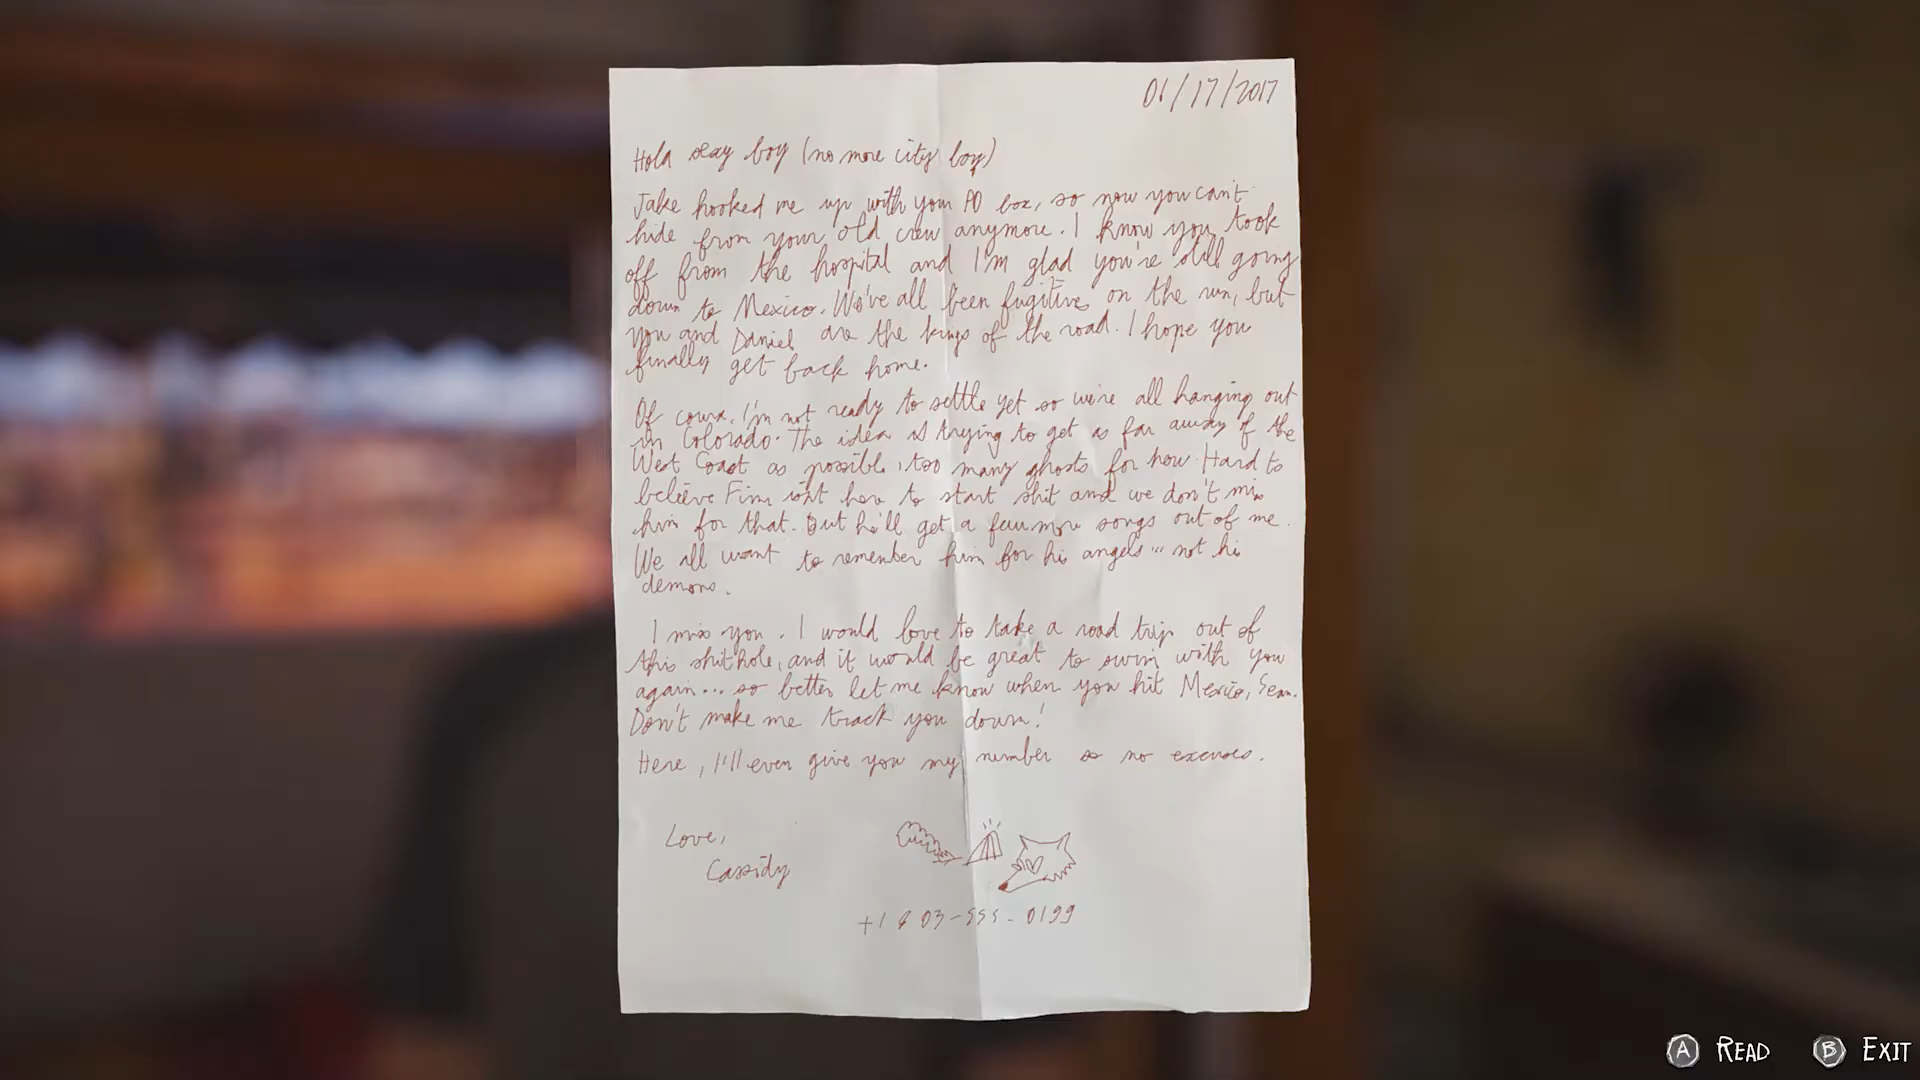 01/17/2017
Hola sexy boy (no more city boy)
Jake hooked me up with your PO box, so now you can't
hide from your old crew anymore. I know you took
off from the hospital and I'm glad you're still going
down to Mexico. We've all been fugitives on the run, but
you and Daniel are the kings of the road. I hope you
finally get back home.
Of course, I'm not ready to settle yet so we're all hanging out
in Colorado. The idea is trying to get as far away of the
West Coast as possible, too many ghosts for now. Hard to
believe Finn isn't here to start shit and we don't miss
him for that. But he'll get a few more songs out of me.
We all want to remember him for his angels... not his
demons.
I miss you. I would love to take a road trip out of
this shithole, and it would be great to swim with you
again... so better let me know when you hit Mexico, Sean.
Don't make me track you down!
Here, I'll even give you my number so no excuses.
Love,
Cassidy
+1 803-555-0199
A READ B EXIT